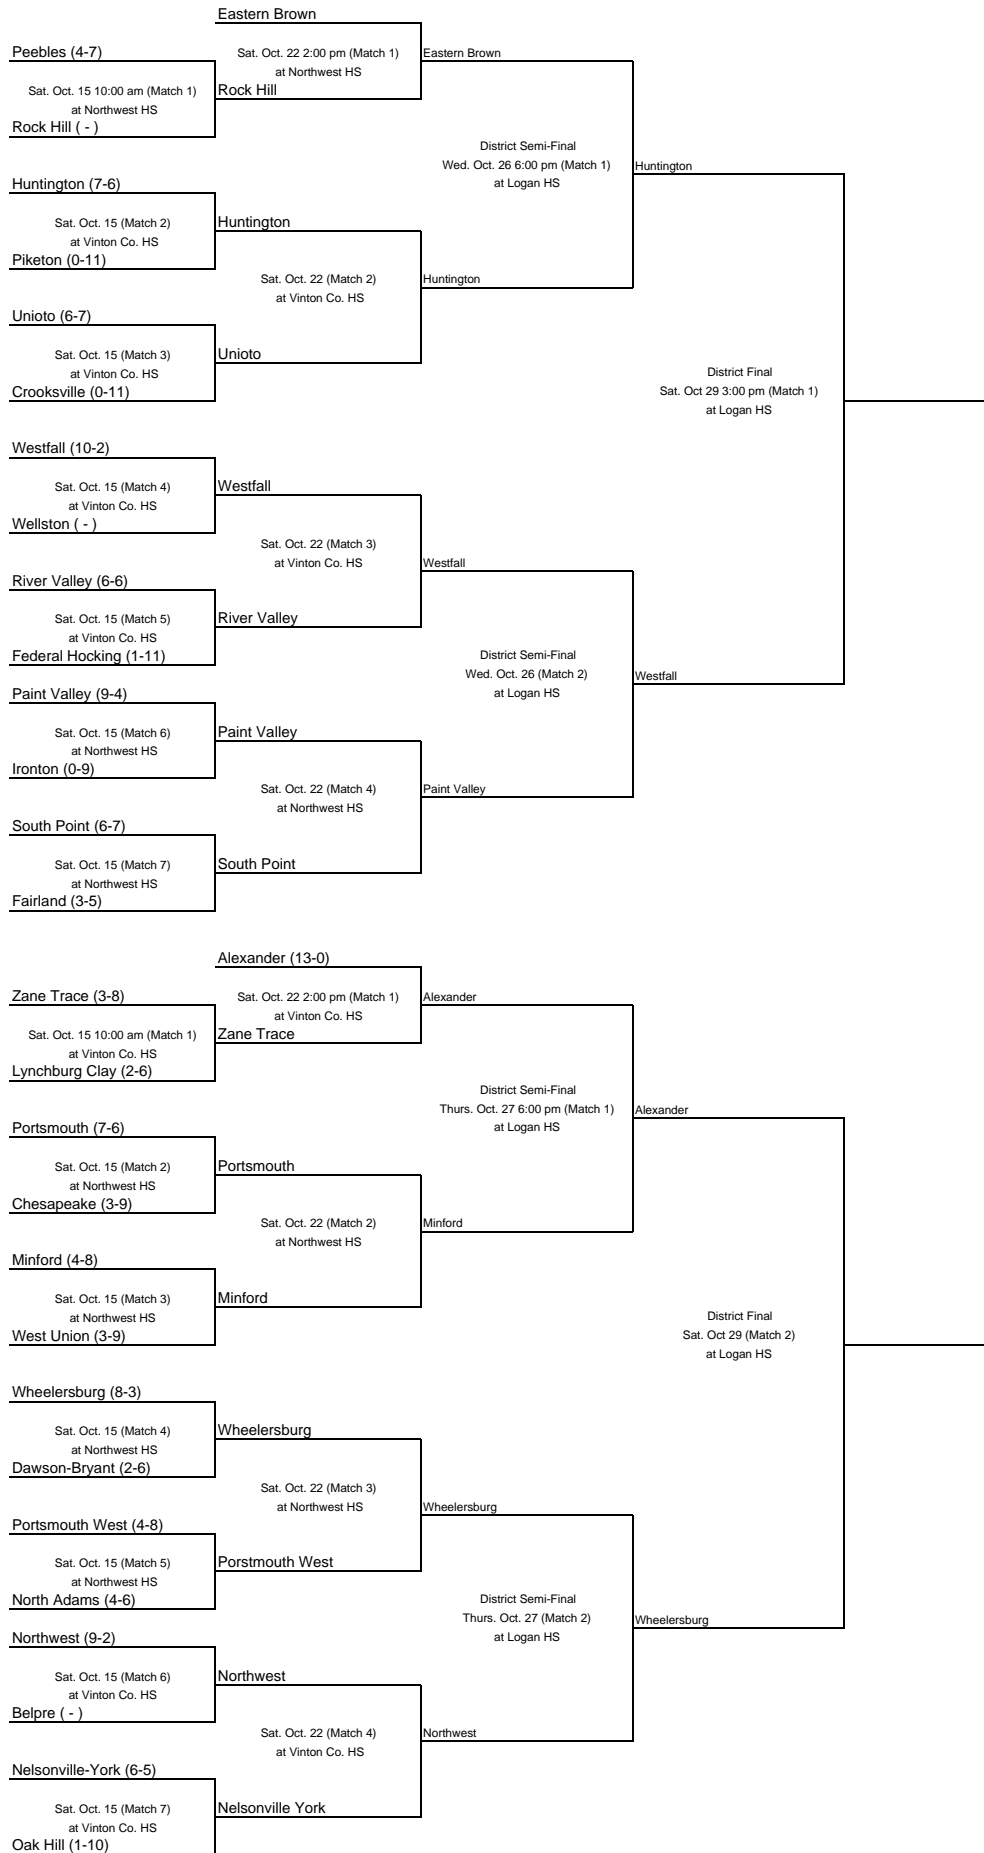 Eastern Brown
Peebles (4-7)
Sat. Oct. 22 2:00 pm (Match 1)
at Northwest HS
Eastern Brown
Sat. Oct. 15 10:00 am (Match 1)
at Northwest HS
Rock Hill
Rock Hill ( - )
District Semi-Final
Wed. Oct. 26 6:00 pm (Match 1)
at Logan HS
Huntington
Huntington (7-6)
Sat. Oct. 15 (Match 2)
at Vinton Co. HS
Huntington
Piketon (0-11)
Sat. Oct. 22 (Match 2)
at Vinton Co. HS
Huntington
Unioto (6-7)
Sat. Oct. 15 (Match 3)
at Vinton Co. HS
Unioto
Crooksville (0-11)
District Final
Sat. Oct 29 3:00 pm (Match 1)
at Logan HS
Westfall (10-2)
Sat. Oct. 15 (Match 4)
at Vinton Co. HS
Westfall
Wellston ( - )
Sat. Oct. 22 (Match 3)
at Vinton Co. HS
Westfall
River Valley (6-6)
Sat. Oct. 15 (Match 5)
at Vinton Co. HS
River Valley
Federal Hocking (1-11)
District Semi-Final
Wed. Oct. 26 (Match 2)
at Logan HS
Westfall
Paint Valley (9-4)
Sat. Oct. 15 (Match 6)
at Northwest HS
Paint Valley
Ironton (0-9)
Sat. Oct. 22 (Match 4)
at Northwest HS
Paint Valley
South Point (6-7)
Sat. Oct. 15 (Match 7)
at Northwest HS
South Point
Fairland (3-5)
Alexander (13-0)
Zane Trace (3-8)
Sat. Oct. 22 2:00 pm (Match 1)
at Vinton Co. HS
Alexander
Sat. Oct. 15 10:00 am (Match 1)
at Vinton Co. HS
Zane Trace
Lynchburg Clay (2-6)
District Semi-Final
Thurs. Oct. 27 6:00 pm (Match 1)
at Logan HS
Alexander
Portsmouth (7-6)
Sat. Oct. 15 (Match 2)
at Northwest HS
Portsmouth
Chesapeake (3-9)
Sat. Oct. 22 (Match 2)
at Northwest HS
Minford
Minford (4-8)
Sat. Oct. 15 (Match 3)
at Northwest HS
Minford
West Union (3-9)
District Final
Sat. Oct 29 (Match 2)
at Logan HS
Wheelersburg (8-3)
Sat. Oct. 15 (Match 4)
at Northwest HS
Wheelersburg
Dawson-Bryant (2-6)
Sat. Oct. 22 (Match 3)
at Northwest HS
Wheelersburg
Portsmouth West (4-8)
Sat. Oct. 15 (Match 5)
at Northwest HS
Porstmouth West
North Adams (4-6)
District Semi-Final
Thurs. Oct. 27 (Match 2)
at Logan HS
Wheelersburg
Northwest (9-2)
Sat. Oct. 15 (Match 6)
at Vinton Co. HS
Northwest
Belpre ( - )
Sat. Oct. 22 (Match 4)
at Vinton Co. HS
Northwest
Nelsonville-York (6-5)
Sat. Oct. 15 (Match 7)
at Vinton Co. HS
Nelsonville York
Oak Hill (1-10)